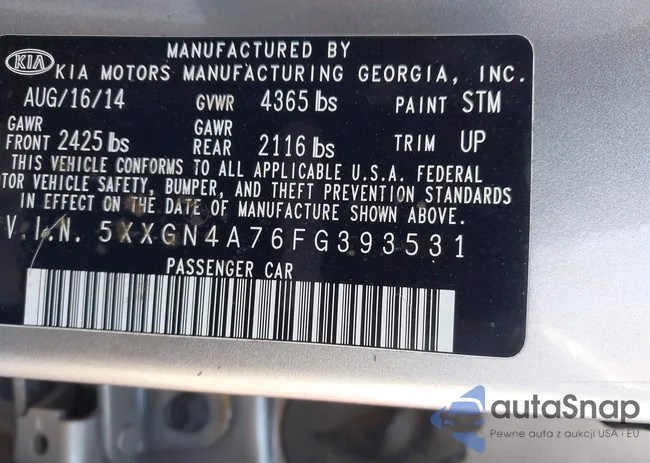 MANUFACTURED BY
KIA KIA MOTORS MANUFACTURING GEORGIA, INC.
AUG/16/14 GVWR 4365 lbs PAINT STM
GAWR FRONT 2425 lbs GAWR REAR 2116 lbs TRIM UP
THIS VEHICLE CONFORMS TO ALL APPLICABLE U.S.A. FEDERAL
OTOR VEHICLE SAFETY, BUMPER, AND THEFT PREVENTION STANDARDS
IN EFFECT ON THE DATE OF MANUFACTURE SHOWN ABOVE.
V.I.N. 5XXGN4A76FG393531
PASSENGER CAR
autoSnap
Pewne auta z aukcji USA i EU